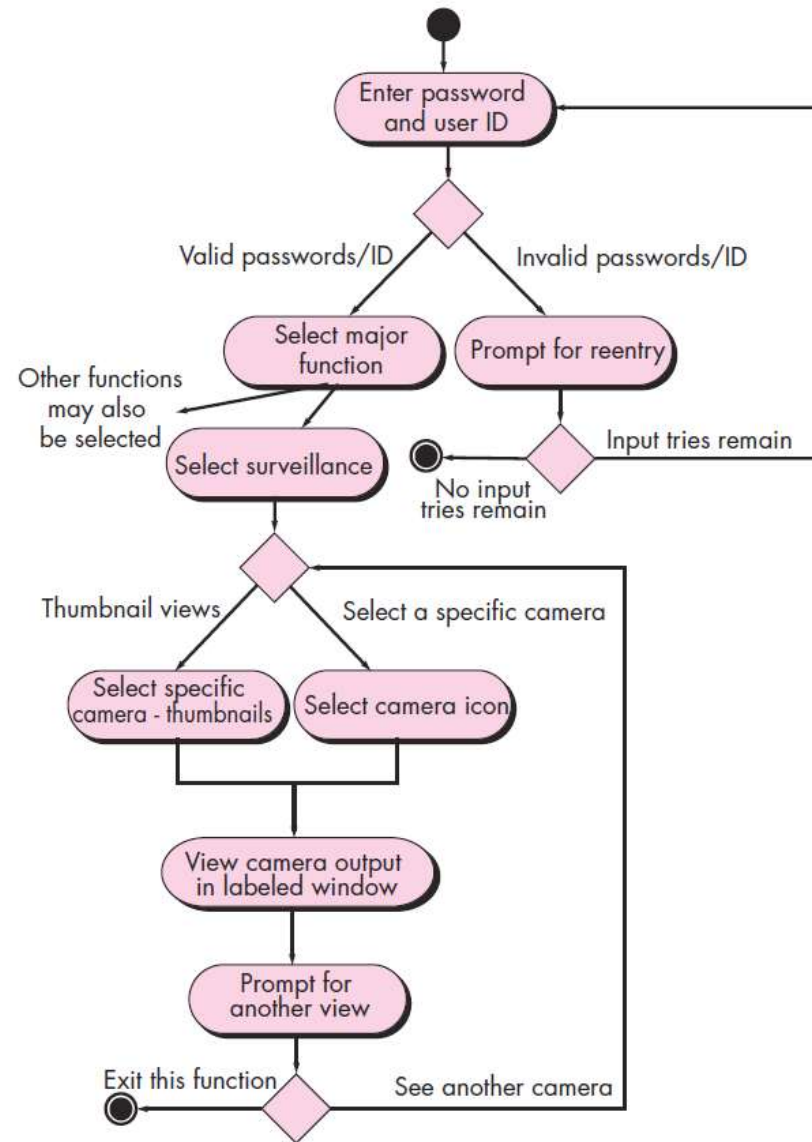 Enter password
and user ID
Valid passwords/ID
Invalid passwords/ID
Select major
function
Prompt for reentry
Other functions
may also
be selected
Input tries remain
Select surveillance
No input
tries remain
Thumbnail views
Select a specific camera
Select specific
camera - thumbnails
Select camera icon
View camera output
in labeled window
Prompt for
another view
Exit this function
See another camera